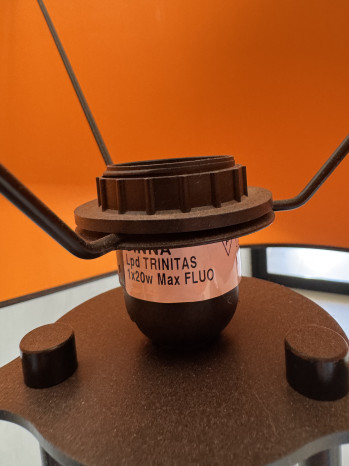 Lpd TRINITAS
1x20w Max FLUO